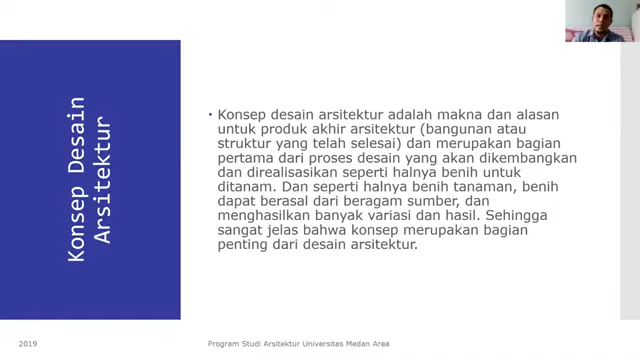 Konsep Desain
Arsitektur
• Konsep desain arsitektur adalah makna dan alasan
untuk produk akhir arsitektur (bangunan atau
struktur yang telah selesai) dan merupakan bagian
pertama dari proses desain yang akan dikembangkan
dan direalisasikan seperti halnya benih untuk
ditanam. Dan seperti halnya benih tanaman, benih
dapat berasal dari beragam sumber, dan
menghasilkan banyak variasi dan hasil. Sehingga
sangat jelas bahwa konsep merupakan bagian
penting dari desain arsitektur.
2019
Program Studi Arsitektur Universitas Medan Area